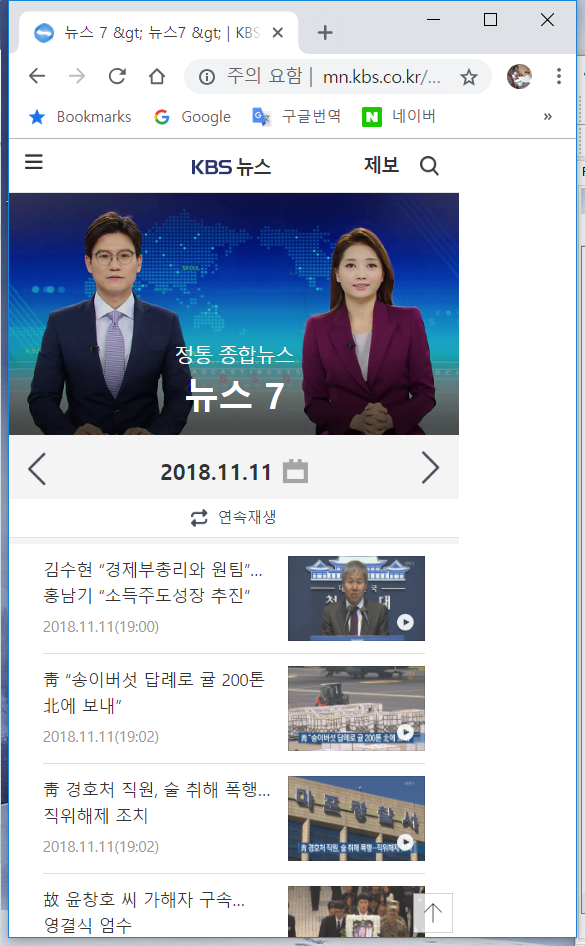 뉴스 7 &gt; 뉴스7 &gt; | KBS
주의 요함 | mn.kbs.co.kr/...
Bookmarks Google 구글번역 네이버 »
KBS 뉴스 제보
SEOUL
정통 종합뉴스
뉴스 7
2018.11.11
연속재생
김수현 “경제부총리와 원팀”...
홍남기 “소득주도성장 추진”
2018.11.11(19:00)
靑 “송이버섯 답례로 귤 200톤
北에 보내”
2018.11.11(19:02)
靑 “송이버섯 답례로 귤 200톤 北에
靑 경호처 직원, 술 취해 폭행...
직위해제 조치
2018.11.11(19:02)
마포경찰서
靑 경호처 직원, 술 취해 폭행…직위해제
故 윤창호 씨 가해자 구속...
영결식 엄수